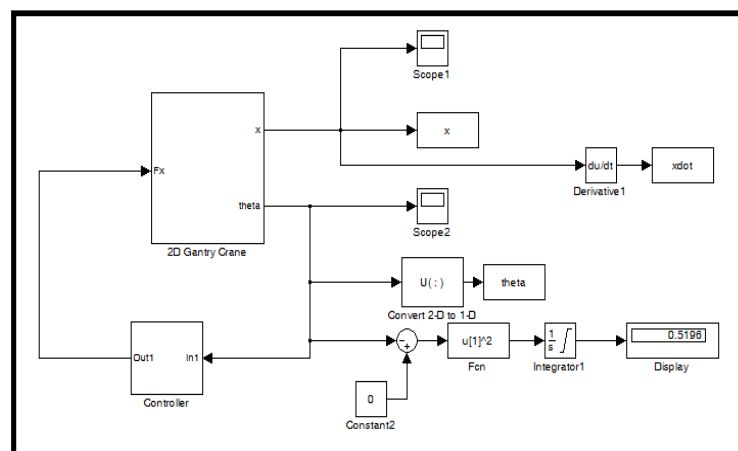 Scope1
x
x
du/dt
xdot
Derivative1
Fx
theta
Scope2
2D Gantry Crane
U( : )
theta
Convert 2-D to 1-D
Out1
In1
Controller
-
+
u[1]^2
Fcn
1
s
Integrator1
0.5196
Display
0
Constant2